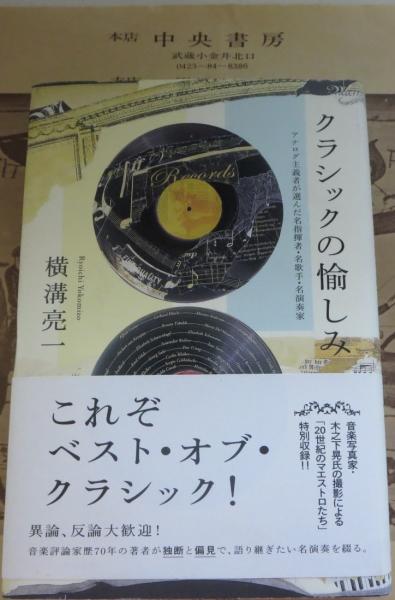 本店 中央書房
武蔵小金井北口
0423-84-8386
クラシックの愉しみ
アナログ主義者が選んだ名指揮者・名歌手・名演奏家
横溝亮一
Ryoichi Yokomizo
Records
これぞ
ベスト・オブ・
クラシック!
音楽写真家・
木之下晃氏の撮影による
「20世紀のマエストロたち」
特別収録!!
異論、反論大歓迎!
音楽評論家歴70年の著者が独断と偏見で、語り継ぎたい名演奏を綴る。